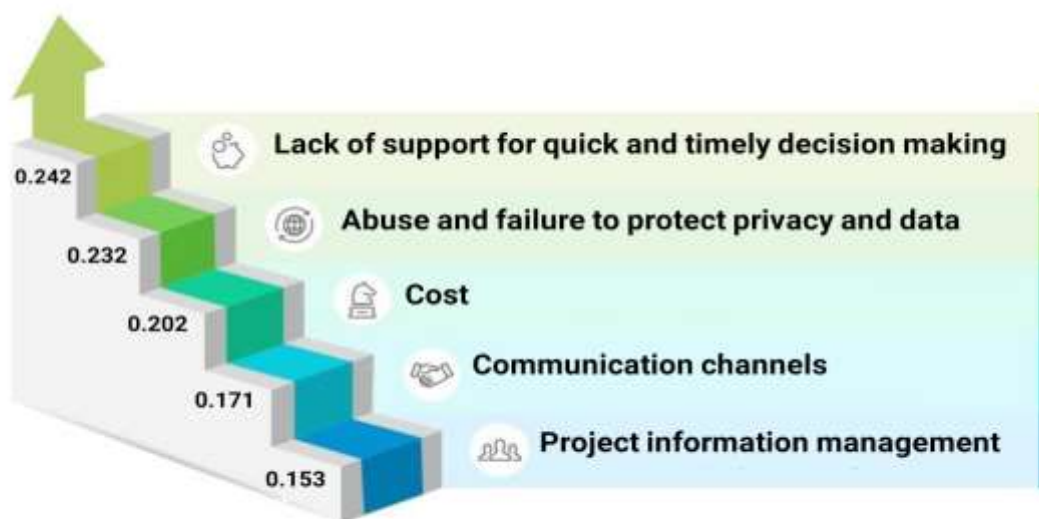 0.242
Lack of support for quick and timely decision making
0.232
Abuse and failure to protect privacy and data
0.202
Cost
0.171
Communication channels
0.153
Project information management